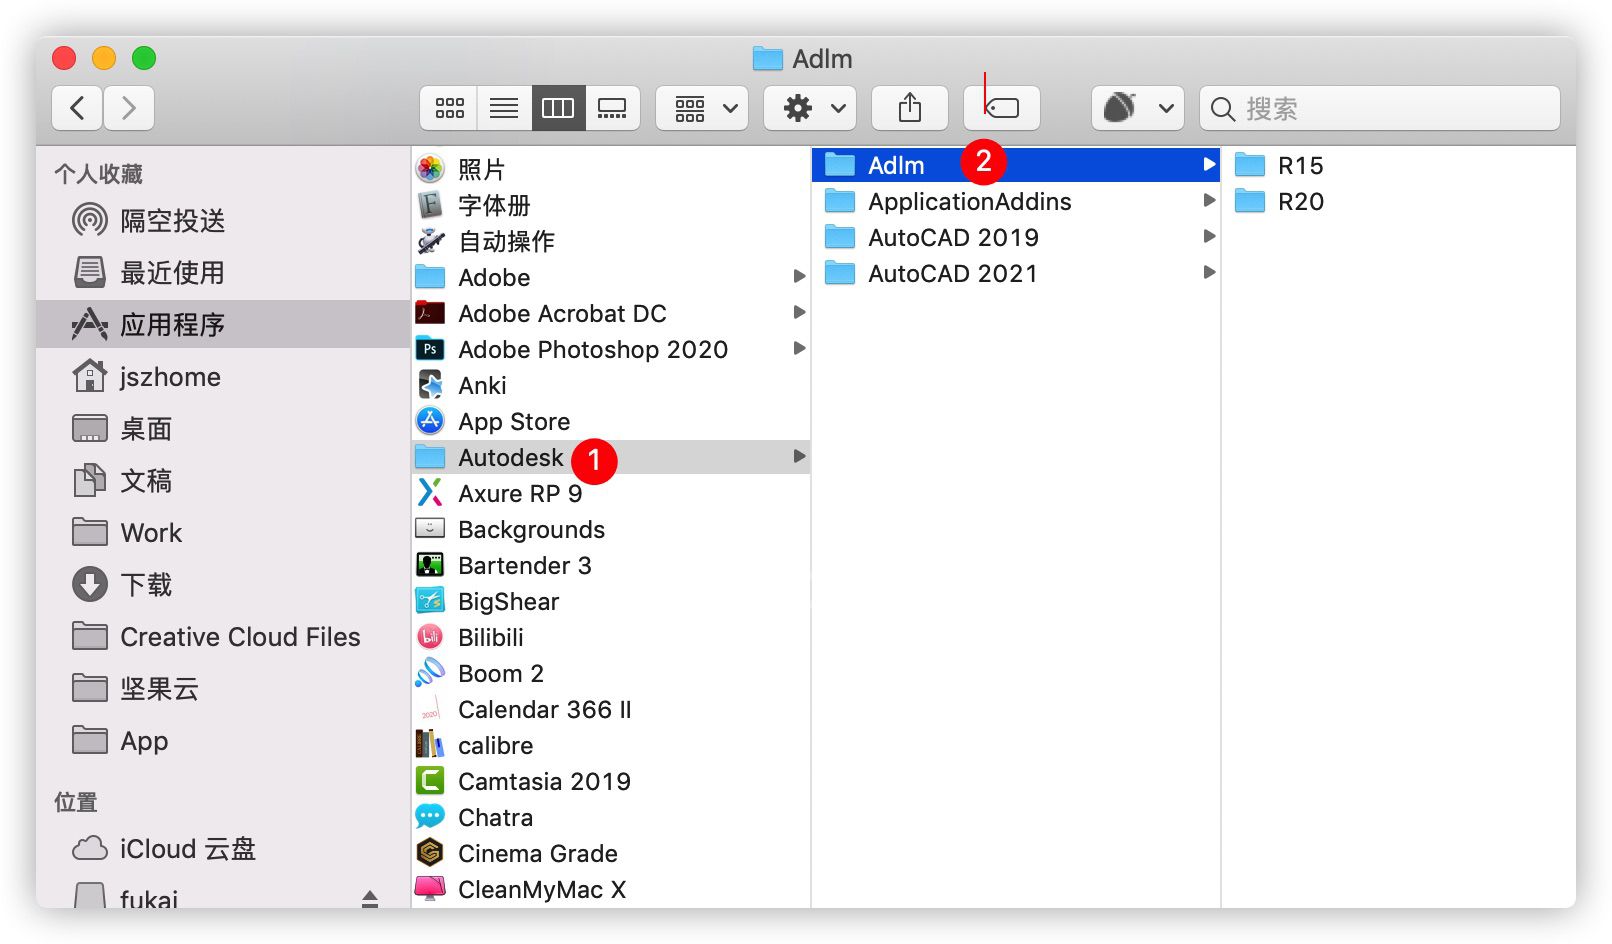 Adlm
搜索
个人收藏
隔空投送
最近使用
应用程序
jszhome
桌面
文稿
Work
下载
Creative Cloud Files
坚果云
App
位置
iCloud 云盘
fukai
照片
字体册
自动操作
Adobe
Adobe Acrobat DC
Adobe Photoshop 2020
Anki
App Store
Autodesk 1
Axure RP 9
Backgrounds
Bartender 3
BigShear
Bilibili
Boom 2
Calendar 366 II
calibre
Camtasia 2019
Chatra
Cinema Grade
CleanMyMac X
Adlm 2
ApplicationAddins
AutoCAD 2019
AutoCAD 2021
R15
R20